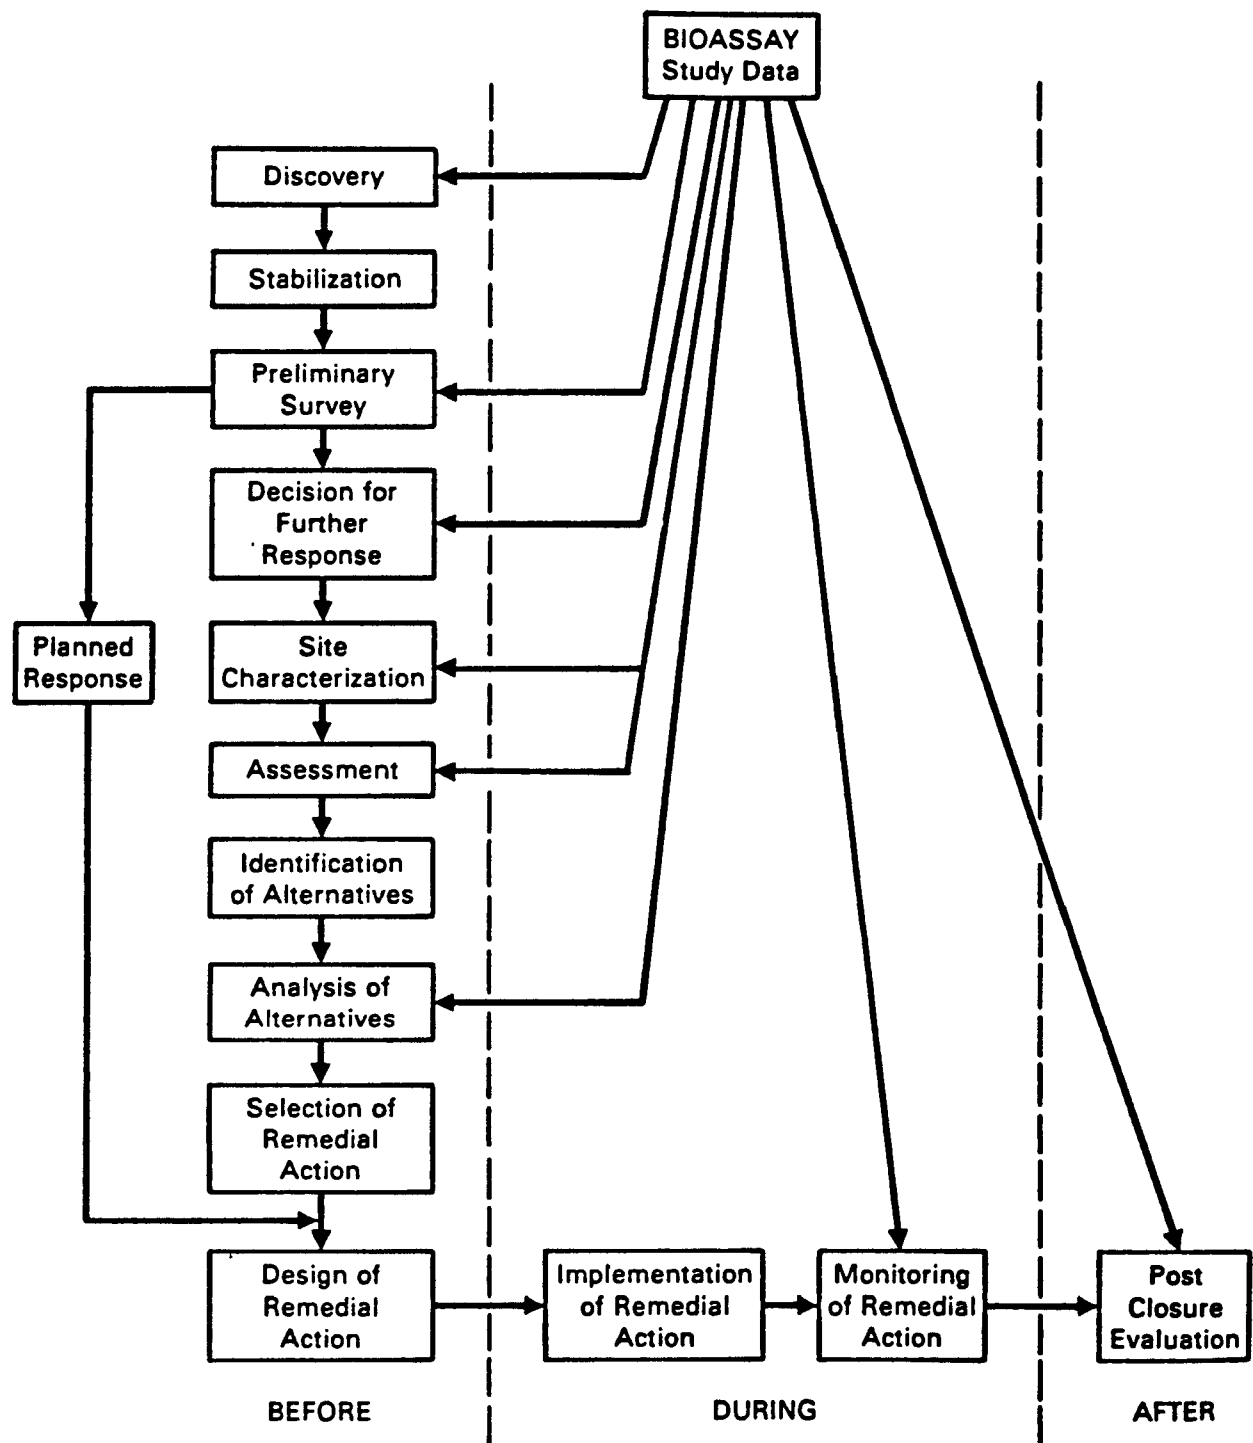 BIOASSAY
Study Data
Discovery
Stabilization
Preliminary
Survey
Decision for
Further
Response
Planned
Response
Site
Characterization
Assessment
Identification
of Alternatives
Analysis of
Alternatives
Selection of
Remedial
Action
Design of
Remedial
Action
Implementation
of Remedial
Action
Monitoring
of Remedial
Action
Post
Closure
Evaluation
BEFORE
DURING
AFTER